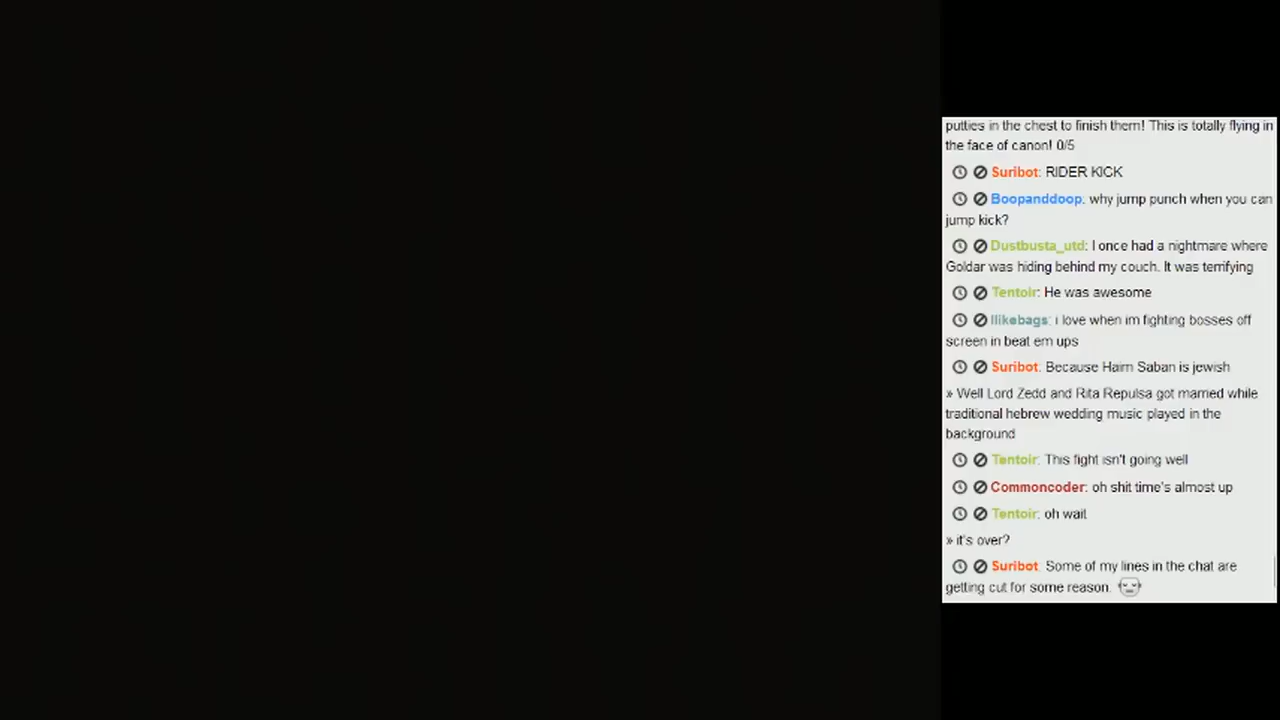 putties in the chest to finish them! This is totally flying in
the face of canon! 0/5
Suribot: RIDER KICK
Boopanddoop: why jump punch when you can
jump kick?
Dustbusta_utd: I once had a nightmare where
Goldar was hiding behind my couch. It was terrifying
Tentoir: He was awesome
Ilikebags: i love when im fighting bosses off
screen in beat em ups
Suribot: Because Haim Saban is jewish
» Well Lord Zedd and Rita Repulsa got married while
traditional hebrew wedding music played in the
background
Tentoir: This fight isn't going well
Commoncoder: oh shit time's almost up
Tentoir: oh wait
» it's over?
Suribot: Some of my lines in the chat are
getting cut for some reason.